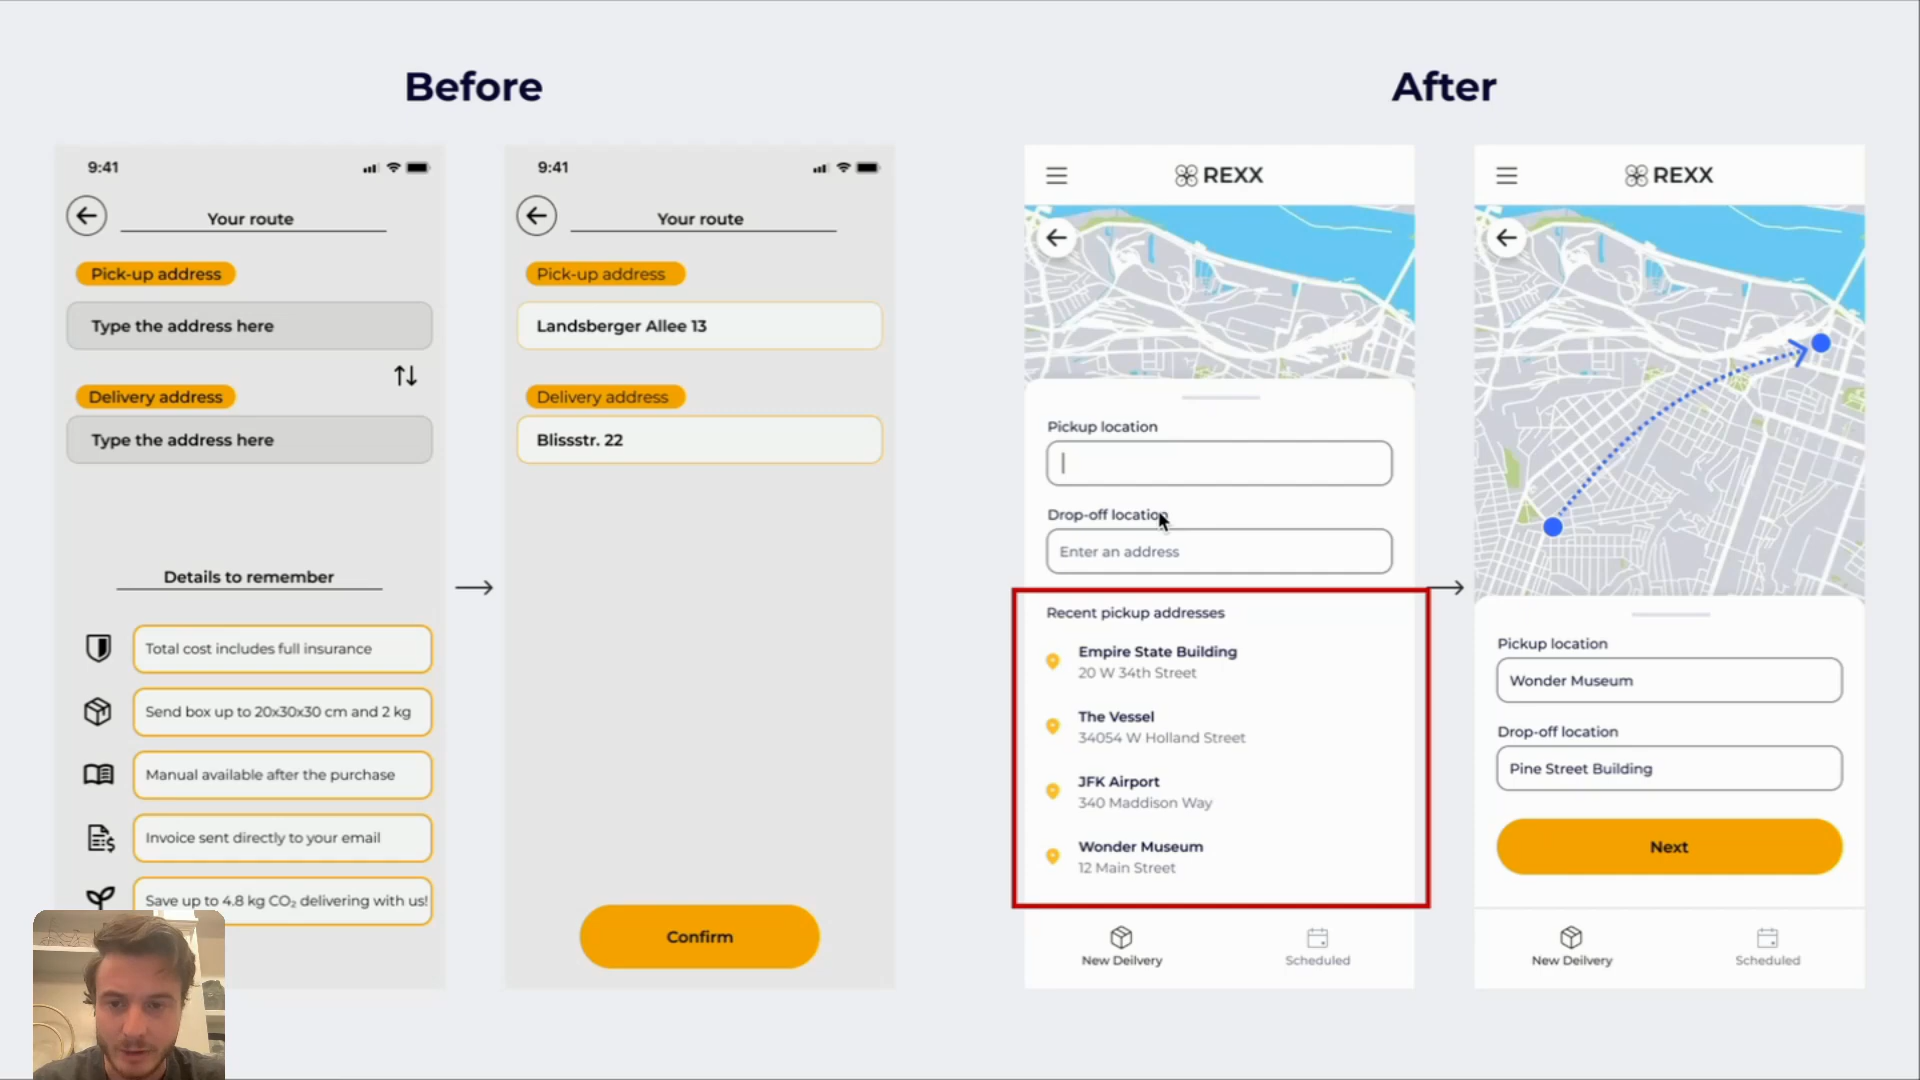 Before
After
9:41
Your route
Pick-up address
Type the address here
Delivery address
Type the address here
Details to remember
Total cost includes full insurance
Send box up to 20x30x30 cm and 2 kg
Manual available after the purchase
Invoice sent directly to your email
Save up to 4.8 kg CO₂ delivering with us!
9:41
Your route
Pick-up address
Landsberger Allee 13
Delivery address
Blissstr. 22
Confirm
REXX
Pickup location
Drop-off location
Enter an address
Recent pickup addresses
Empire State Building
20 W 34th Street
The Vessel
34054 W Holland Street
JFK Airport
340 Maddison Way
Wonder Museum
12 Main Street
New Delivery
Scheduled
REXX
Pickup location
Wonder Museum
Drop-off location
Pine Street Building
Next
New Delivery
Scheduled